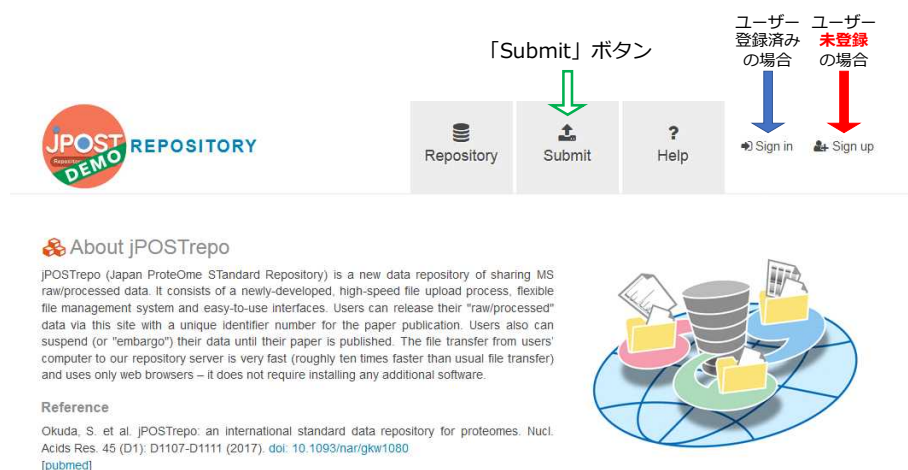 ユーザー ユーザー
登録済み 未登録
の場合 の場合
「Submit」ボタン
JPOST
Repository
DEMO
REPOSITORY
Repository
Submit
?
Help
Sign in
Sign up
About jPOSTrepo
jPOSTrepo (Japan ProteOme STandard Repository) is a new data repository of sharing MS
raw/processed data. It consists of a newly-developed, high-speed file upload process, flexible
file management system and easy-to-use interfaces. Users can release their "raw/processed"
data via this site with a unique identifier number for the paper publication. Users also can
suspend (or "embargo") their data until their paper is published. The file transfer from users'
computer to our repository server is very fast (roughly ten times faster than usual file transfer)
and uses only web browsers – it does not require installing any additional software.
Reference
Okuda, S. et al. jPOSTrepo: an international standard data repository for proteomes. Nucl.
Acids Res. 45 (D1): D1107-D1111 (2017). doi: 10.1093/nar/gkw1080
[pubmed]